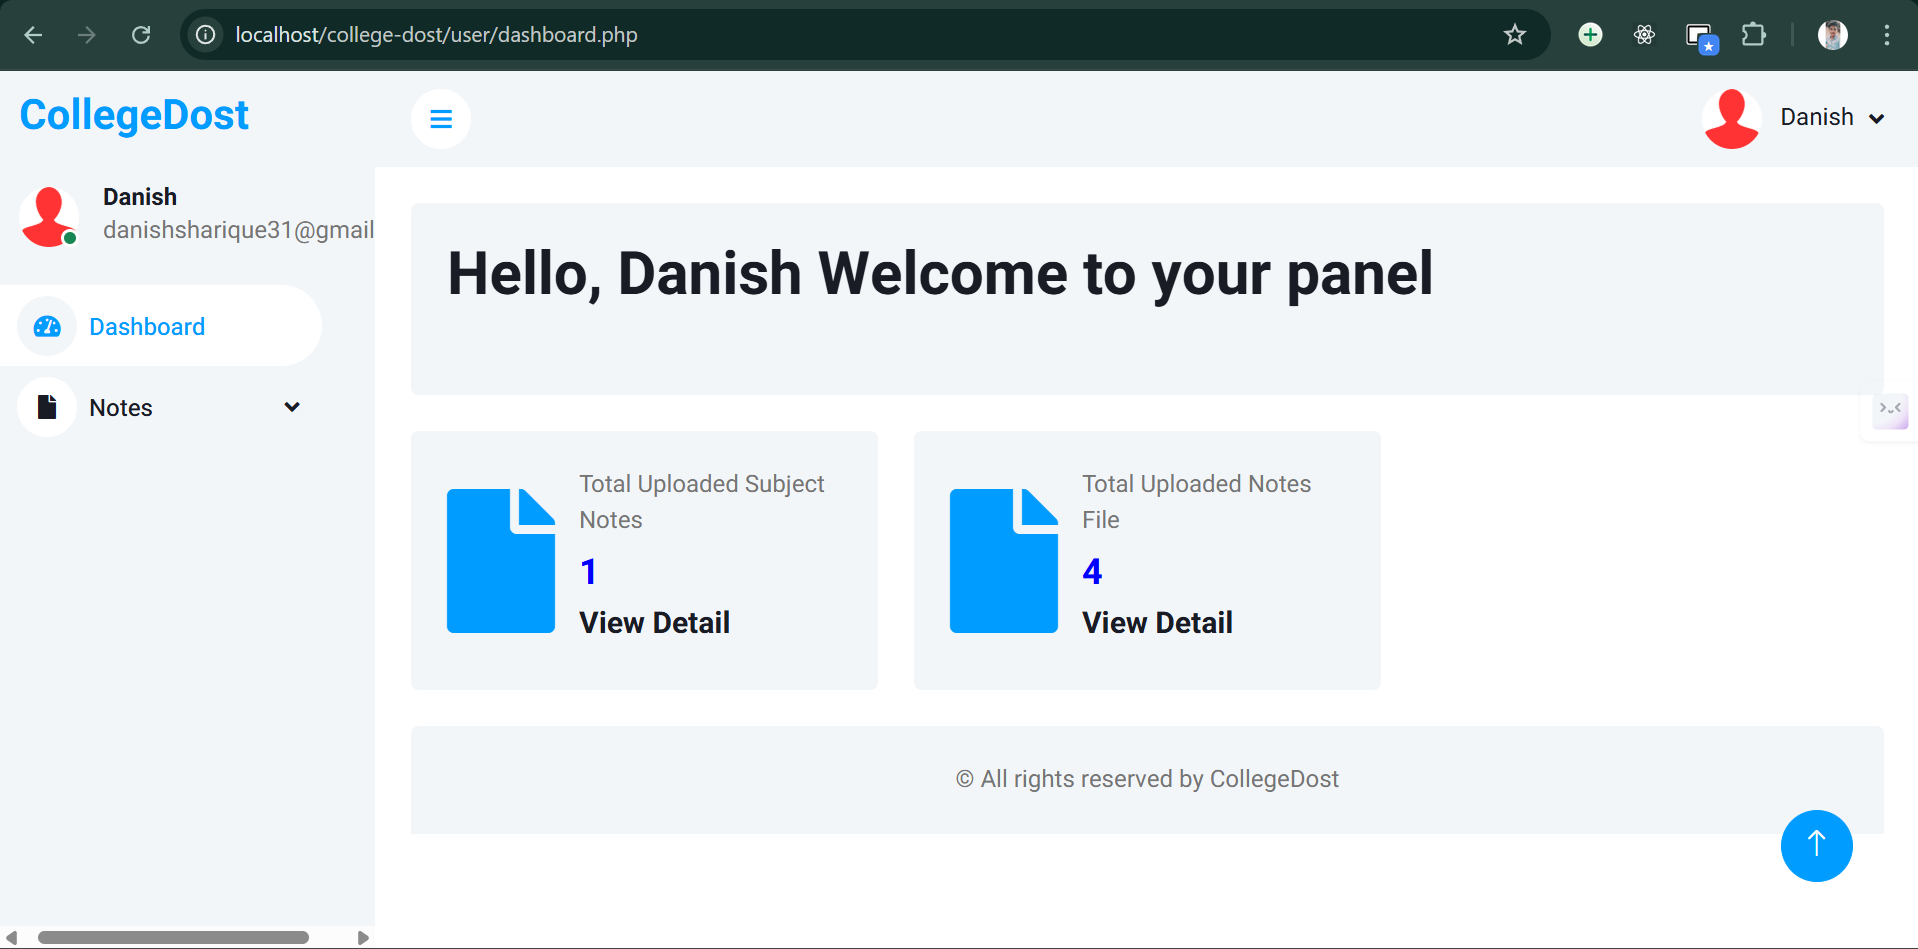 localhost/college-dost/user/dashboard.php
CollegeDost
Danish
Danish
danishsharique31@gmail
Dashboard
Notes
Hello, Danish Welcome to your panel
Total Uploaded Subject
Notes
1
View Detail
Total Uploaded Notes
File
4
View Detail
© All rights reserved by CollegeDost